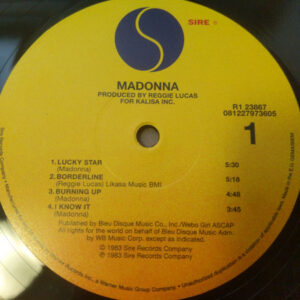 SIRE ®
MADONNA
PRODUCED BY REGGIE LUCAS
FOR KALISA INC.
R1 23867
081227973605
1
1. LUCKY STAR 5:30
(Madonna)
2. BORDERLINE 5:18
(Reggie Lucas) Likasa Music BMI
3. BURNING UP 4:48
(Madonna)
4. I KNOW IT 3:45
(Madonna)
Published by Bleu Disque Music Co., Inc/Webo Girl ASCAP
All rights for the world on behalf of Bleu Disque Music Adm.
by WB Music Corp. except as indicated.
© 1983 Sire Records Company
℗ 1983 Sire Records Company